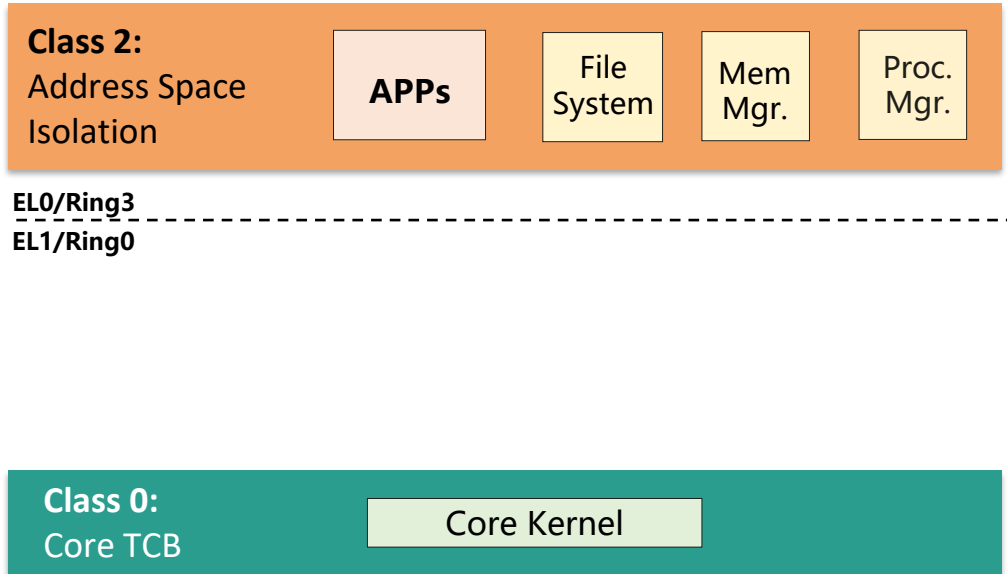 Class 2:
Address Space
Isolation
APPs
File
System
Mem
Mgr.
Proc.
Mgr.
EL0/Ring3
EL1/Ring0
Class 0:
Core TCB
Core Kernel